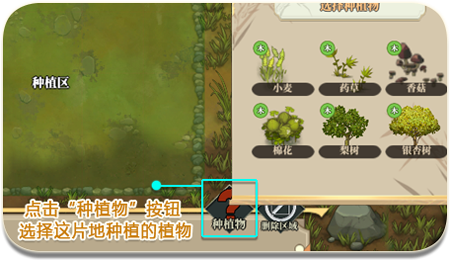 选择种植物
种植区
木 木 木
小麦 药草 香菇
木 木 木
棉花 梨树 银杏树
点击“种植物”按钮
选择这片地种植的植物
种植物 删除区域